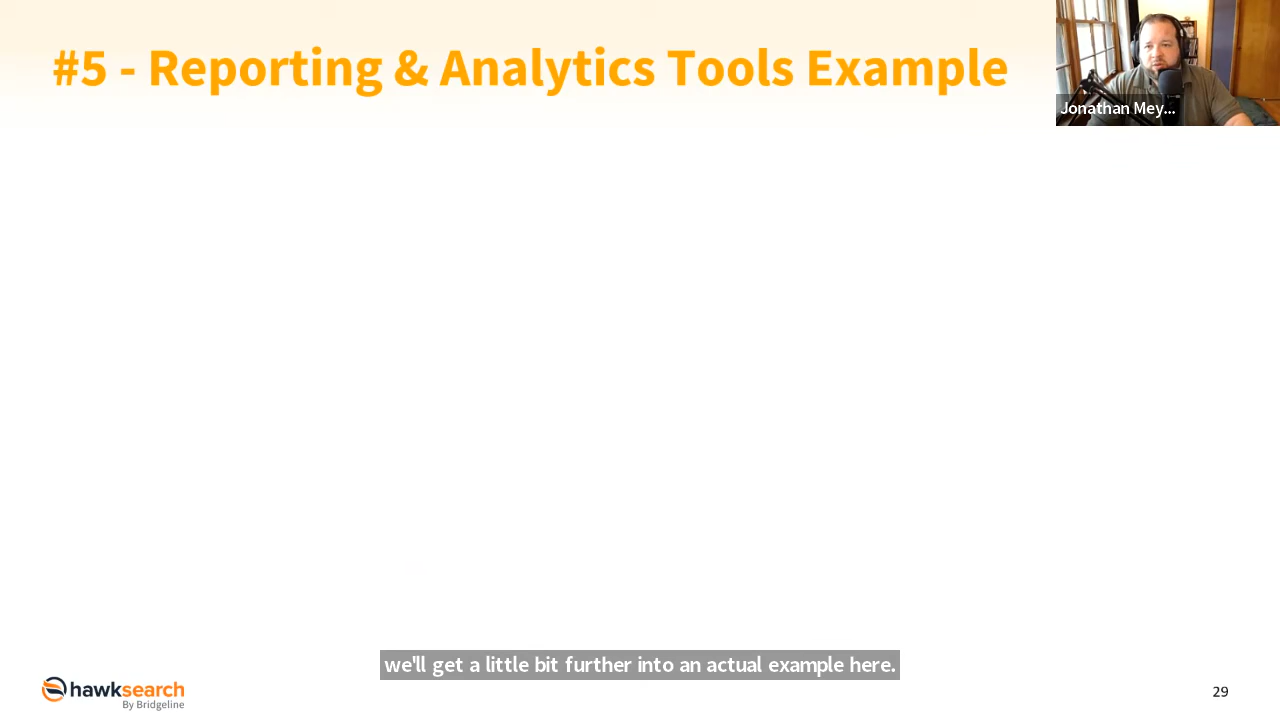 #5 - Reporting & Analytics Tools Example
Jonathan Mey...
we'll get a little bit further into an actual example here.
hawksearch
By Bridgeline
29